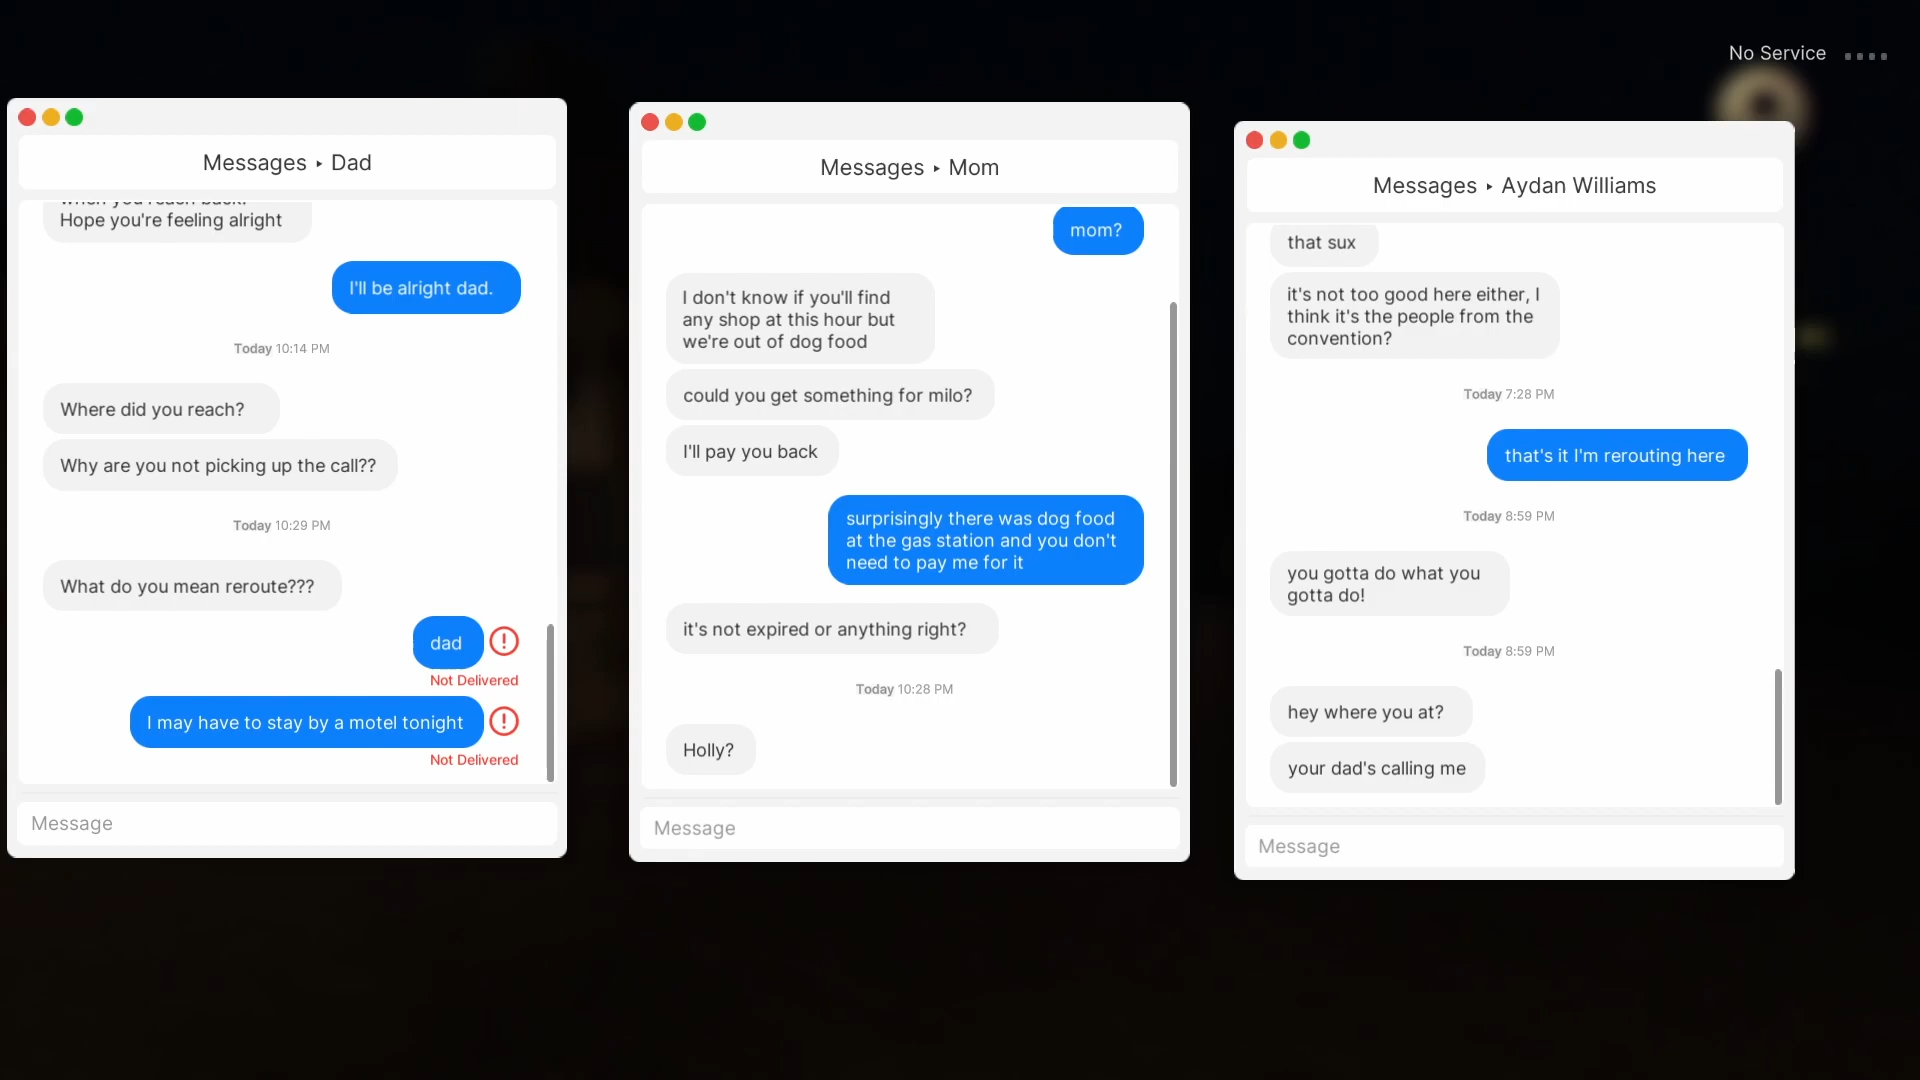 No Service
Messages ▸ Dad
when you reach back.
Hope you're feeling alright
I'll be alright dad.
Today 10:14 PM
Where did you reach?
Why are you not picking up the call??
Today 10:29 PM
What do you mean reroute???
dad
Not Delivered
I may have to stay by a motel tonight
Not Delivered
Message
Messages ▸ Mom
mom?
I don't know if you'll find
any shop at this hour but
we're out of dog food
could you get something for milo?
I'll pay you back
surprisingly there was dog food
at the gas station and you don't
need to pay me for it
it's not expired or anything right?
Today 10:28 PM
Holly?
Message
Messages ▸ Aydan Williams
that sux
it's not too good here either, I
think it's the people from the
convention?
Today 7:28 PM
that's it I'm rerouting here
Today 8:59 PM
you gotta do what you
gotta do!
Today 8:59 PM
hey where you at?
your dad's calling me
Message